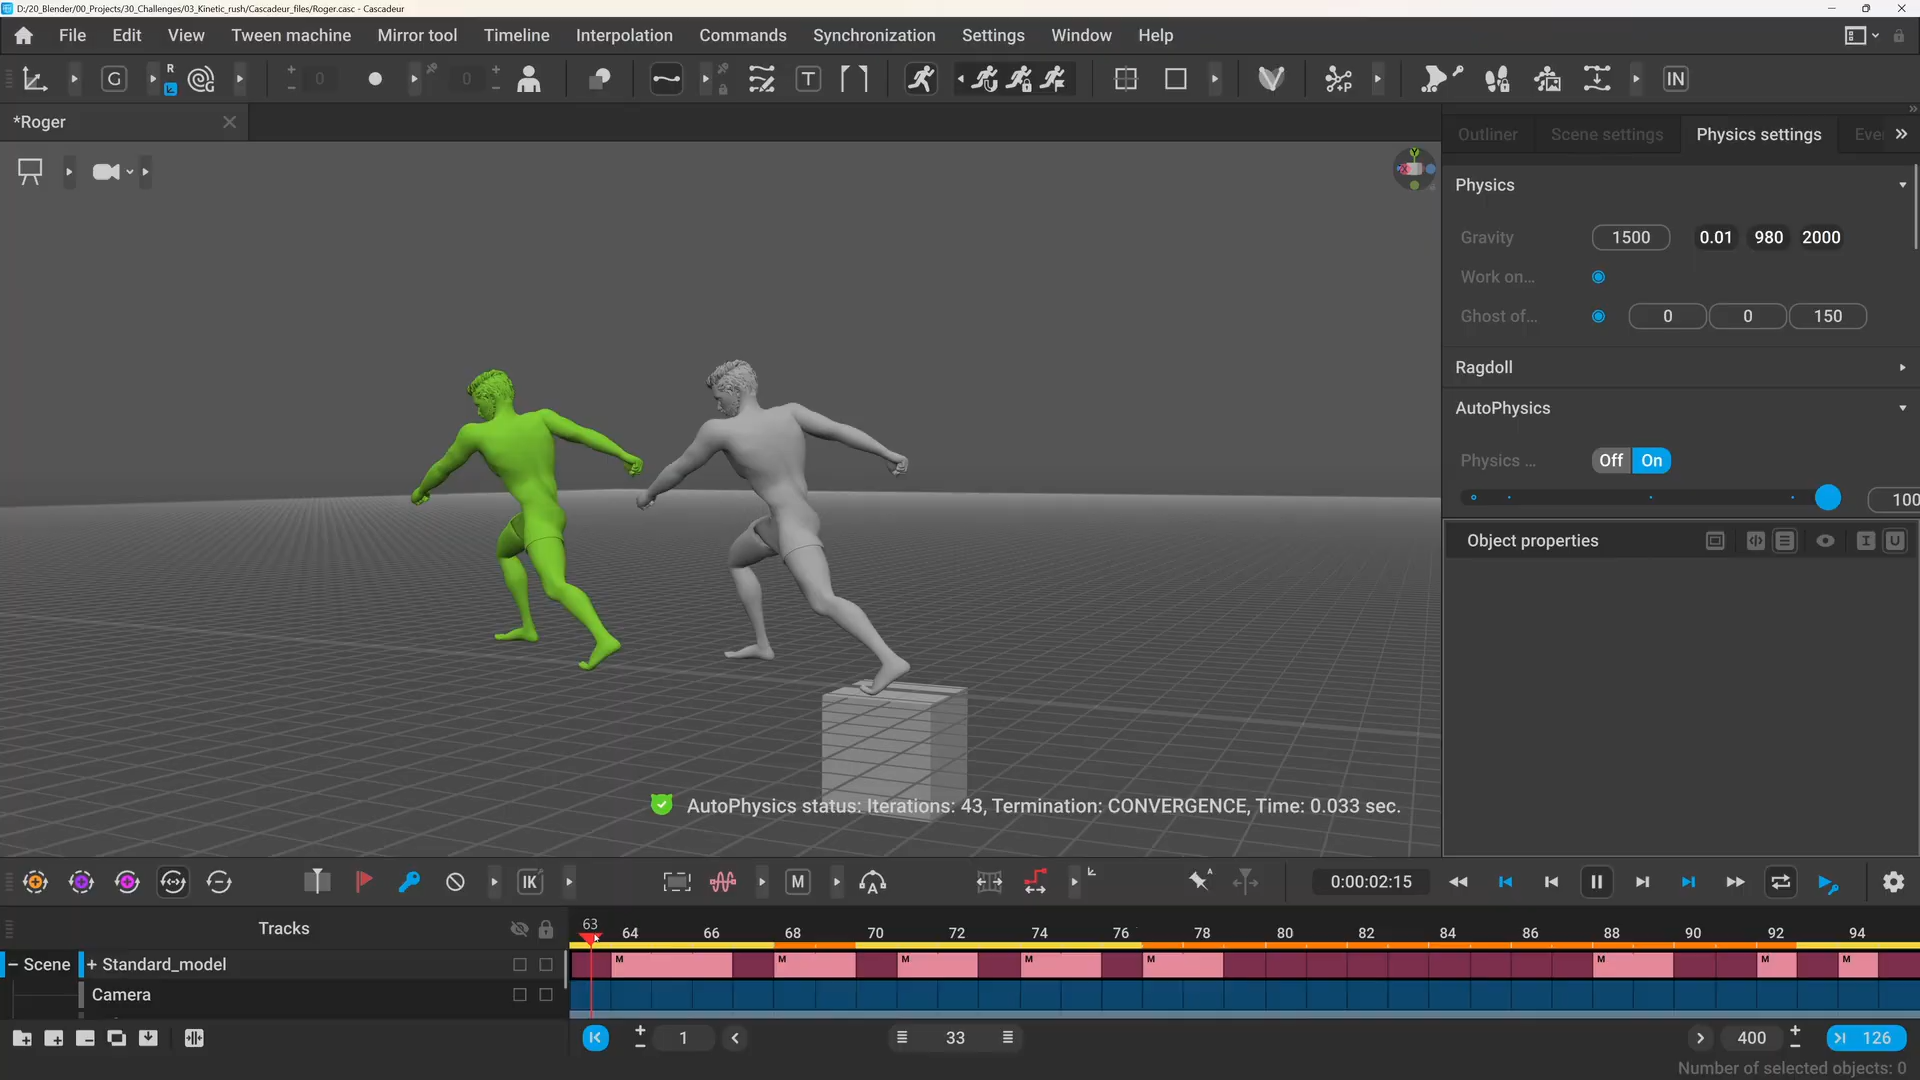 D:/20_Blender/00_Projects/30_Challenges/03_Kinetic_rush/Cascadeur_files/Roger.casc - Cascadeur
File Edit View Tween machine Mirror tool Timeline Interpolation Commands Synchronization Settings Window Help
G R 0 0 T P IN
*Roger
Outliner Scene settings Physics settings Eve
Y
X
Physics
Gravity 1500 0.01 980 2000
Work on...
Ghost of... 0 0 150
Ragdoll
AutoPhysics
Physics ... Off On
100
Object properties
I U
AutoPhysics status: Iterations: 43, Termination: CONVERGENCE, Time: 0.033 sec.
IK M A A 0:00:02:15
Tracks
63 64 66 68 70 72 74 76 78 80 82 84 86 88 90 92 94
Scene + Standard_model
M M M M M M M M
Camera
1 33 400 126
Number of selected objects: 0